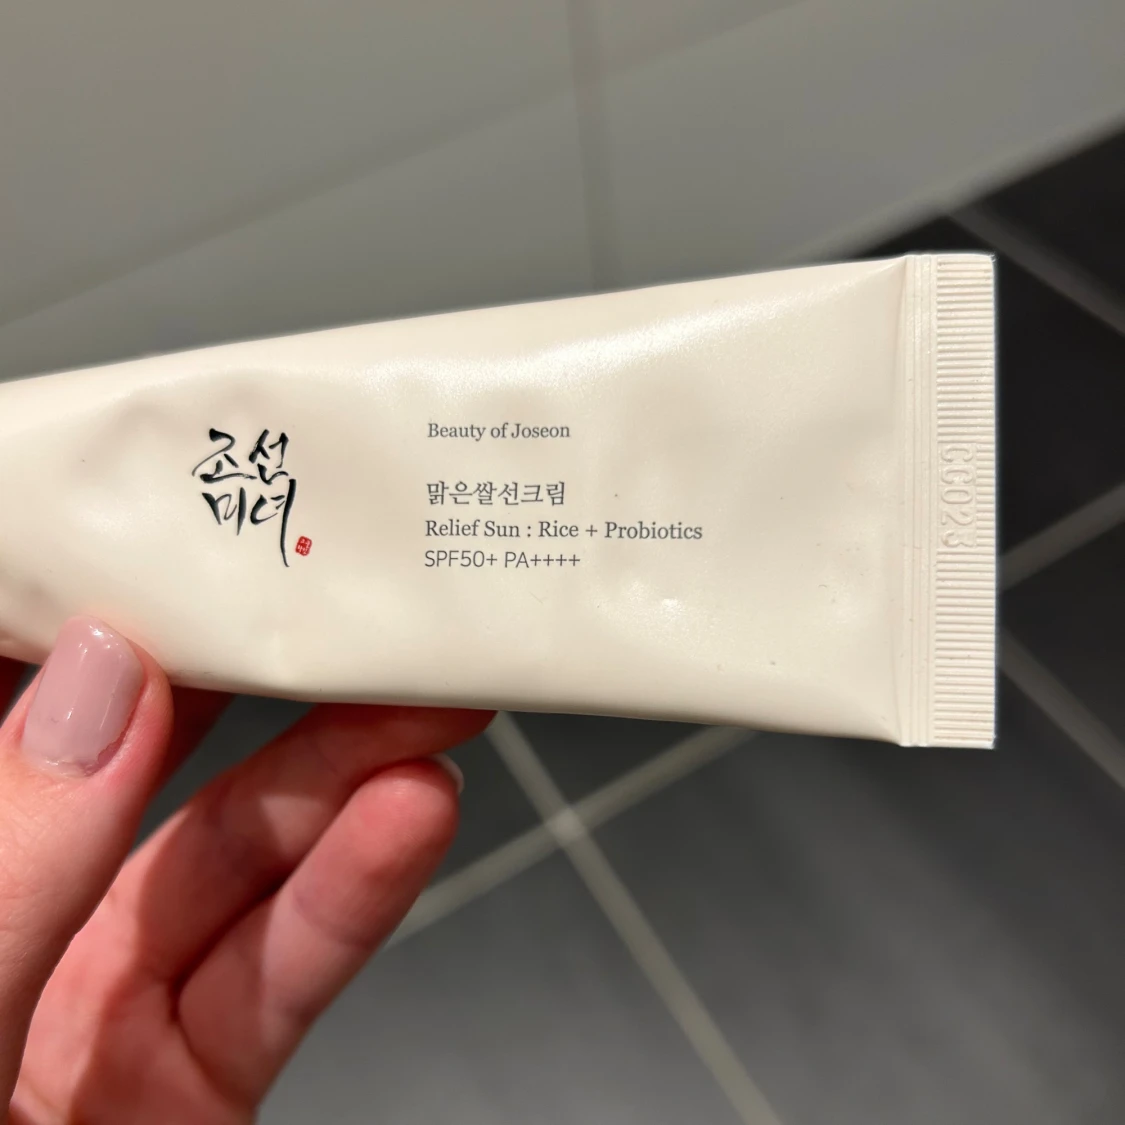 조선
미녀
Beauty of Joseon
맑은쌀선크림
Relief Sun : Rice + Probiotics
SPF50+ PA++++
CC023